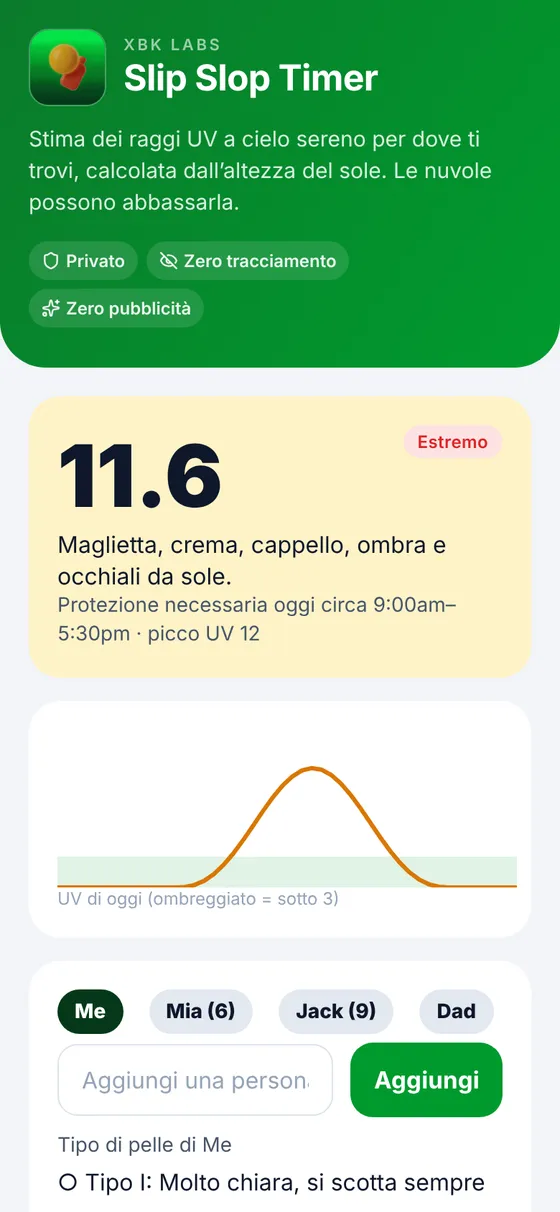 XBK LABS
Slip Slop Timer
Stima dei raggi UV a cielo sereno per dove ti
trovi, calcolata dall’altezza del sole. Le nuvole
possono abbassarla.
Privato
Zero tracciamento
Zero pubblicità
Estremo
11.6
Maglietta, crema, cappello, ombra e
occhiali da sole.
Protezione necessaria oggi circa 9:00am–
5:30pm · picco UV 12
UV di oggi (ombreggiato = sotto 3)
Me
Mia (6)
Jack (9)
Dad
Aggiungi una person
Aggiungi
Tipo di pelle di Me
Tipo I: Molto chiara, si scotta sempre